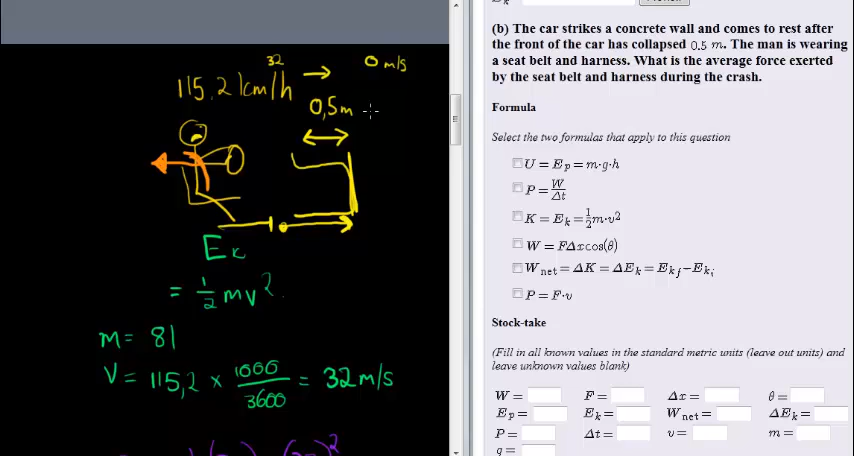 32
115,2 km/h → 0 m/s
0,5m
Ek
= 1/2 mv².
m = 81
V = 115,2 × 1000/3600 = 32 m/s
(b) The car strikes a concrete wall and comes to rest after
the front of the car has collapsed 0.5 m. The man is wearing
a seat belt and harness. What is the average force exerted
by the seat belt and harness during the crash.
Formula
Select the two formulas that apply to this question
U = Ep = m·g·h
P = W/Δt
K = Ek = 1/2 m·v²
W = FΔx cos(θ)
Wnet = ΔK = ΔEk = Ekf − Eki
P = F·v
Stock-take
(Fill in all known values in the standard metric units (leave out units) and
leave unknown values blank)
W = F = Δx = θ =
Ep = Ek = Wnet = ΔEk =
P = Δt = v = m =
g =